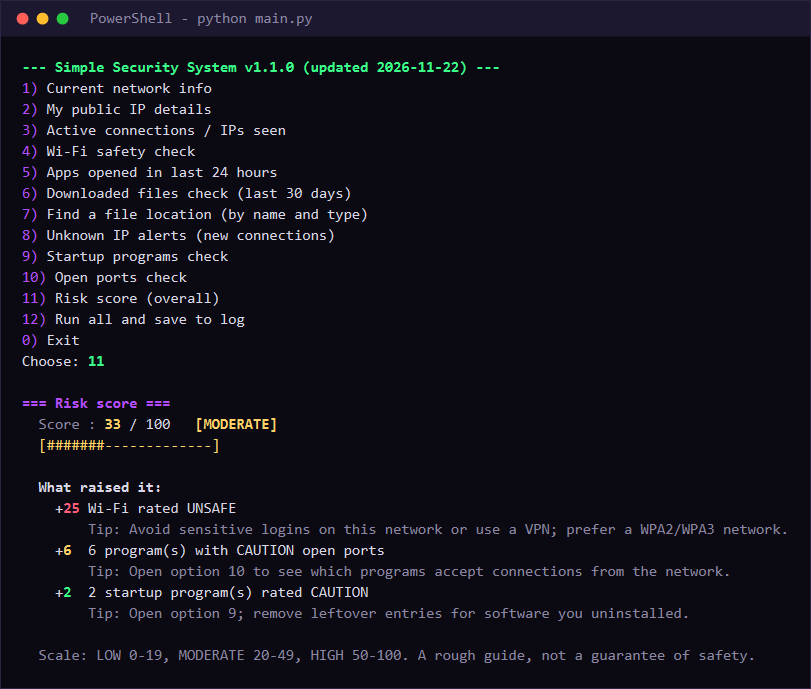 PowerShell - python main.py
--- Simple Security System v1.1.0 (updated 2026-11-22) ---
1) Current network info
2) My public IP details
3) Active connections / IPs seen
4) Wi-Fi safety check
5) Apps opened in last 24 hours
6) Downloaded files check (last 30 days)
7) Find a file location (by name and type)
8) Unknown IP alerts (new connections)
9) Startup programs check
10) Open ports check
11) Risk score (overall)
12) Run all and save to log
0) Exit
Choose: 11
=== Risk score ===
Score : 33 / 100 [MODERATE]
[#######-------------]
What raised it:
+25 Wi-Fi rated UNSAFE
Tip: Avoid sensitive logins on this network or use a VPN; prefer a WPA2/WPA3 network.
+6 6 program(s) with CAUTION open ports
Tip: Open option 10 to see which programs accept connections from the network.
+2 2 startup program(s) rated CAUTION
Tip: Open option 9; remove leftover entries for software you uninstalled.
Scale: LOW 0-19, MODERATE 20-49, HIGH 50-100. A rough guide, not a guarantee of safety.